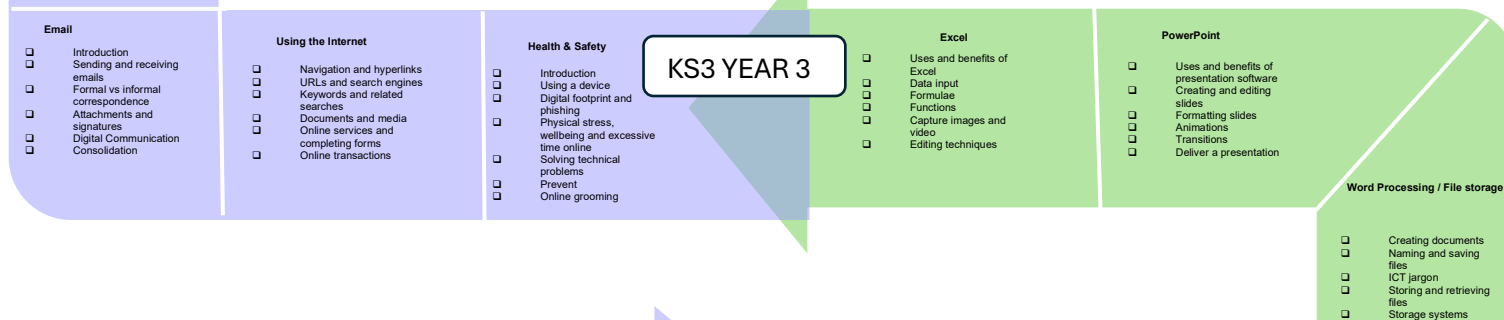 Email
❑ Introduction
❑ Sending and receiving
emails
❑ Formal vs informal
correspondence
❑ Attachments and
signatures
❑ Digital Communication
❑ Consolidation
Using the Internet
❑ Navigation and hyperlinks
❑ URLs and search engines
❑ Keywords and related
searches
❑ Documents and media
❑ Online services and
completing forms
❑ Online transactions
Health & Safety
❑ Introduction
❑ Using a device
❑ Digital footprint and
phishing
❑ Physical stress,
wellbeing and excessive
time online
❑ Solving technical
problems
❑ Prevent
❑ Online grooming
KS3 YEAR 3
Excel
❑ Uses and benefits of
Excel
❑ Data input
❑ Formulae
❑ Functions
❑ Capture images and
video
❑ Editing techniques
PowerPoint
❑ Uses and benefits of
presentation software
❑ Creating and editing
slides
❑ Formatting slides
❑ Animations
❑ Transitions
❑ Deliver a presentation
Word Processing / File storage
❑ Creating documents
❑ Naming and saving
files
❑ ICT jargon
❑ Storing and retrieving
files
❑ Storage systems